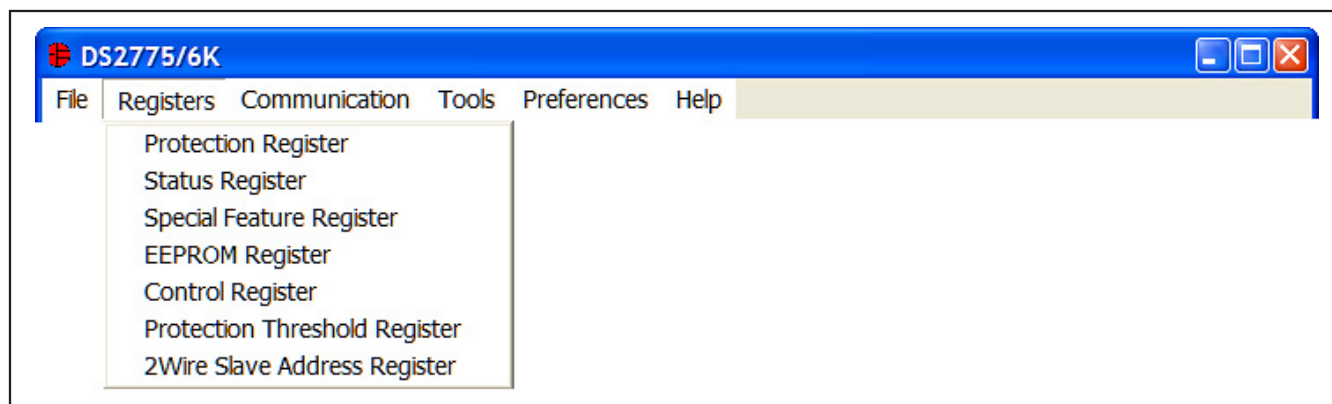 DS2775/6K
File Registers Communication Tools Preferences Help
Protection Register
Status Register
Special Feature Register
EEPROM Register
Control Register
Protection Threshold Register
2Wire Slave Address Register